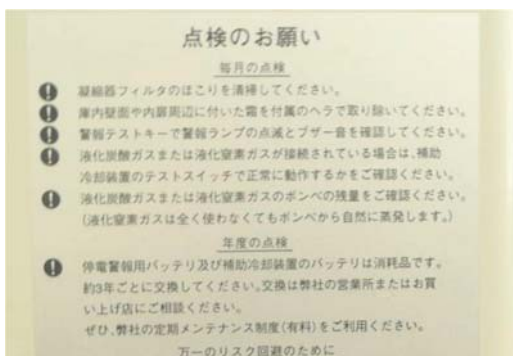 点検のお願い
毎月の点検
凝縮器フィルタのほこりを清掃してください。
庫内壁面や内扉周辺に付いた霜を付属のヘラで取り除いてください。
警報テストキーで警報ランプの点滅とブザー音を確認してください。
液化炭酸ガスまたは液化窒素ガスが接続されている場合は、補助
冷却装置のテストスイッチで正常に動作するかをご確認ください。
液化炭酸ガスまたは液化窒素ガスのボンベの残量をご確認ください。
(液化窒素ガスは全く使わなくてもボンベから自然に蒸発します。)
年度の点検
停電警報用バッテリ及び補助冷却装置のバッテリは消耗品です。
約3年ごとに交換してください。交換は弊社の営業所またはお買
い上げ店にご相談ください。
ぜひ、弊社の定期メンテナンス制度(有料)をご利用ください。
万一のリスク回避のために